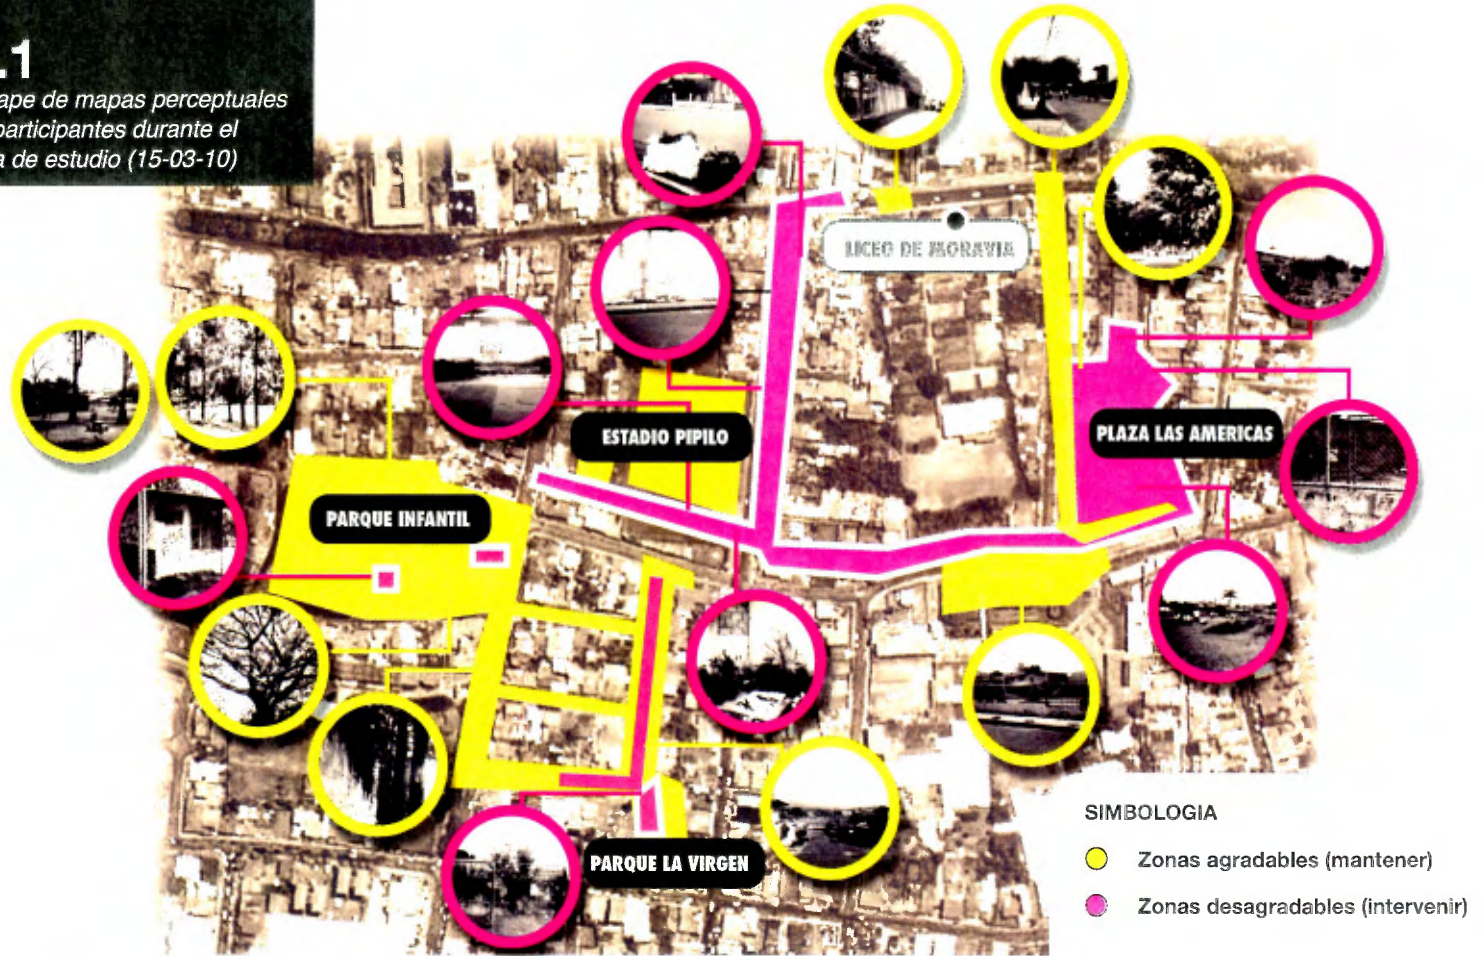 .1
ape de mapas perceptuales
participantes durante el
a de estudio (15-03-10)
LICEO DE MORAVIA
ESTADIO PIPILO
PLAZA LAS AMERICAS
PARQUE INFANTIL
PARQUE LA VIRGEN
SIMBOLOGIA
Zonas agradables (mantener)
Zonas desagradables (intervenir)